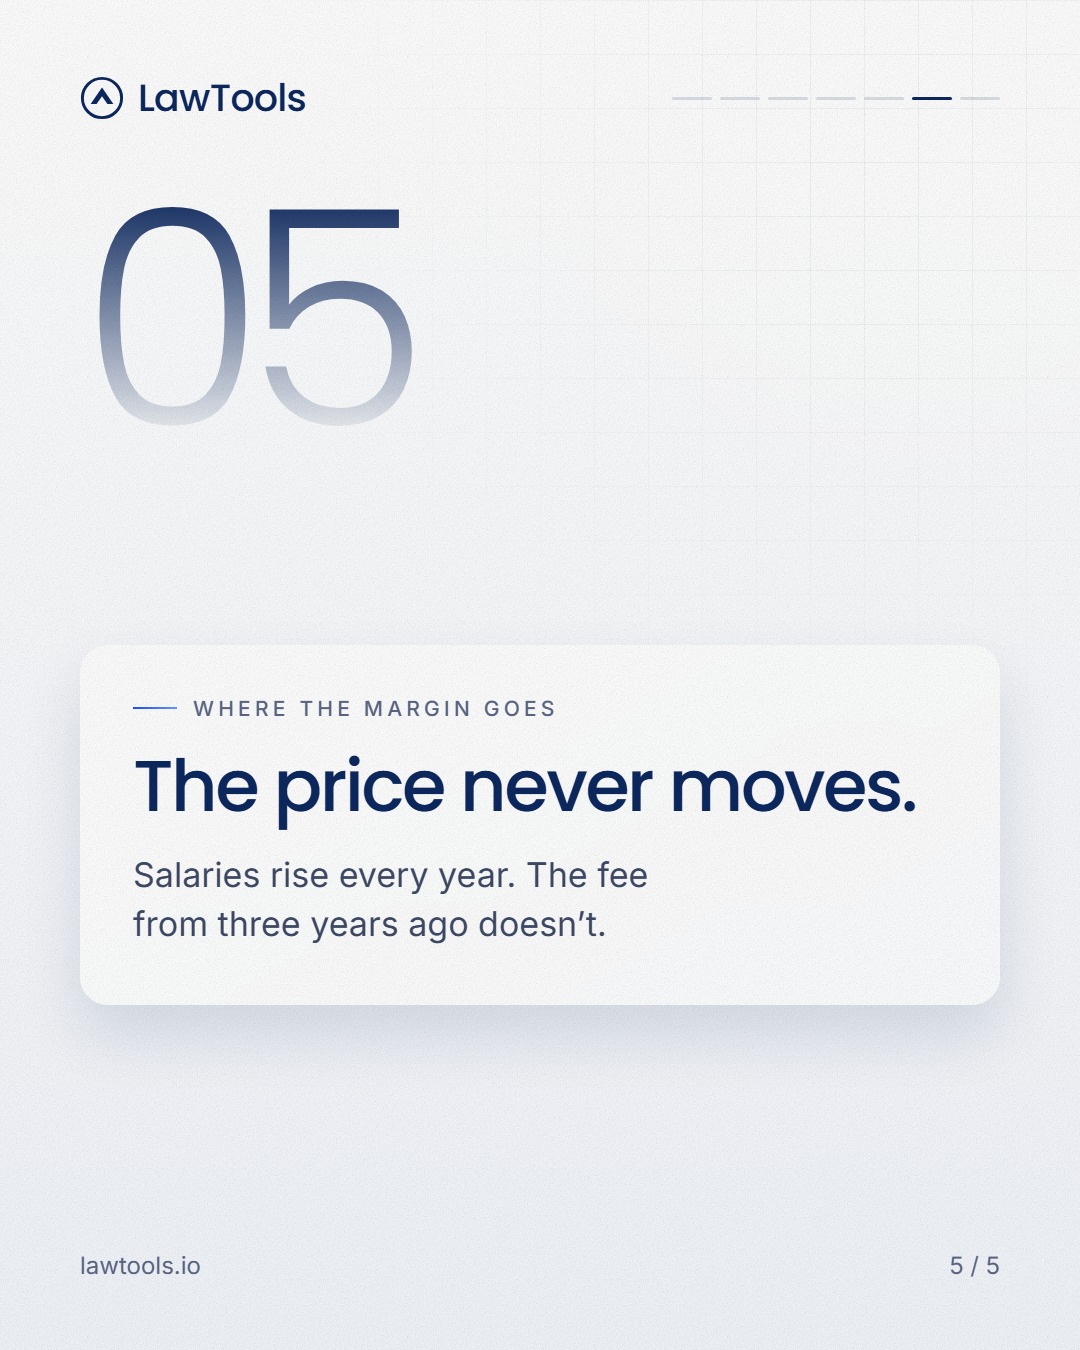 LawTools
05
WHERE THE MARGIN GOES
The price never moves.
Salaries rise every year. The fee
from three years ago doesn’t.
lawtools.io
5 / 5